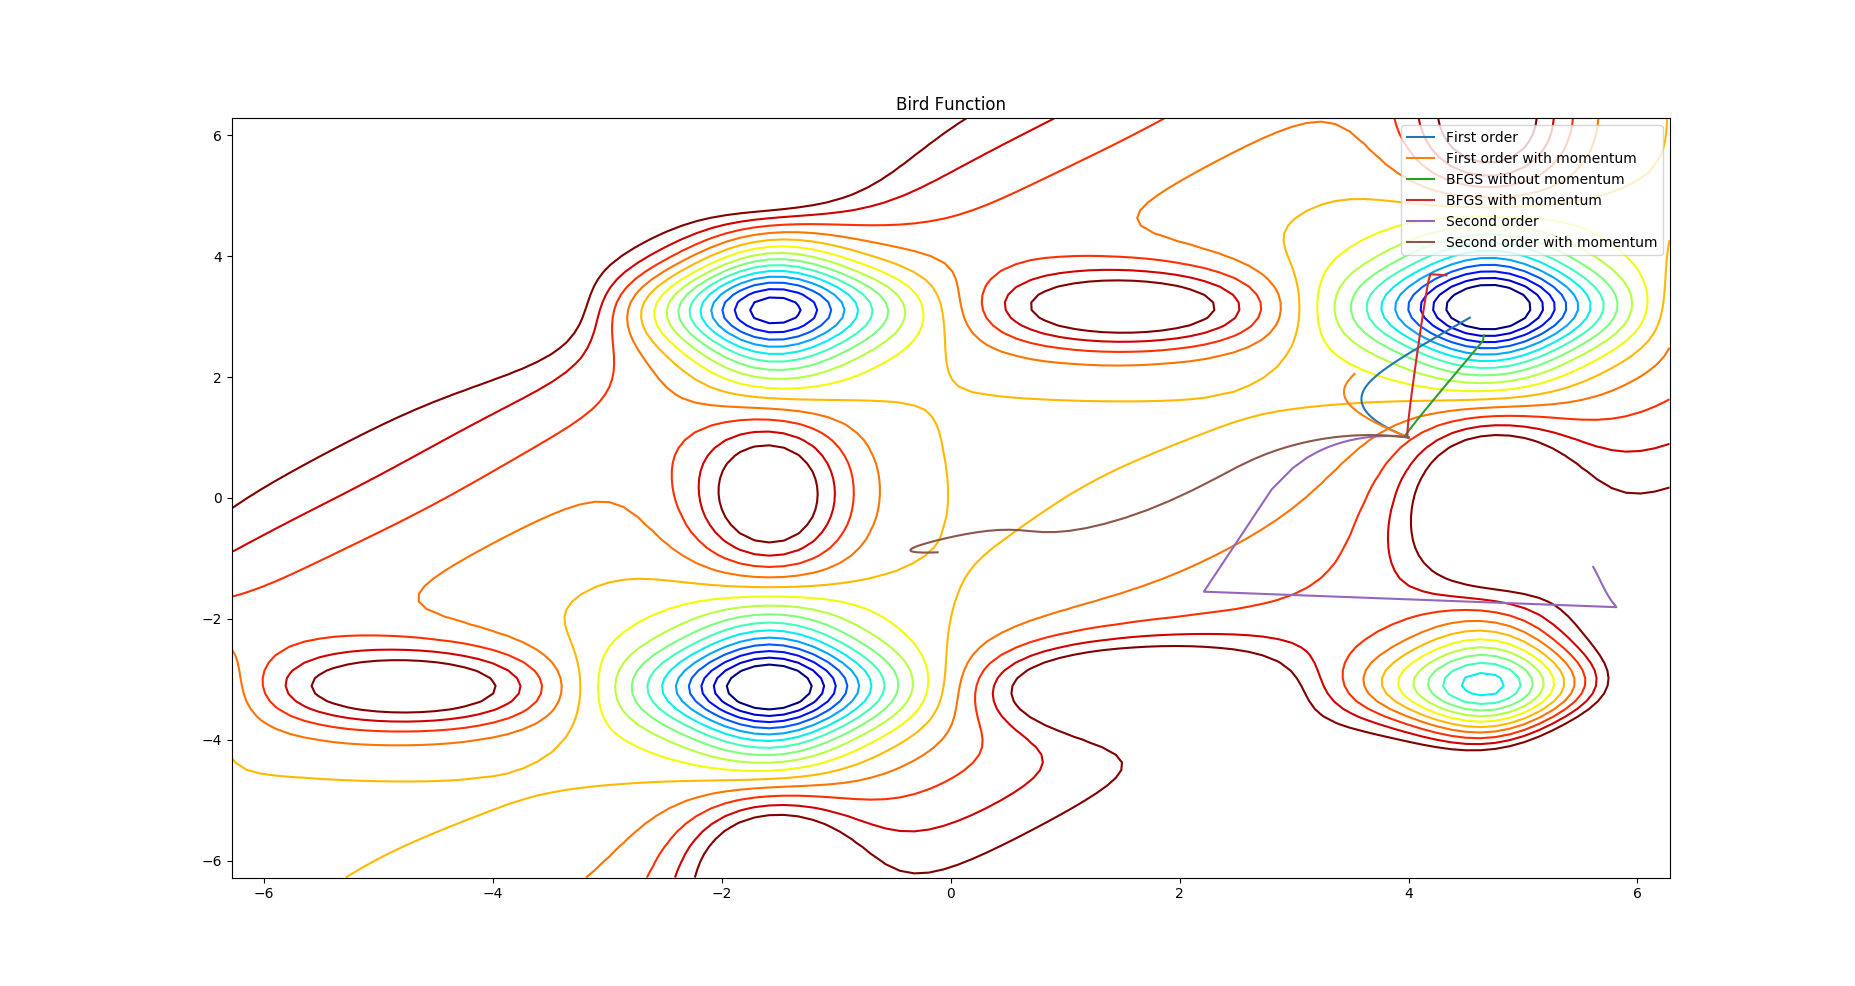 Bird Function
First order
First order with momentum
BFGS without momentum
BFGS with momentum
Second order
Second order with momentum
6
4
2
0
−2
−4
−6
−6 −4 −2 0 2 4 6